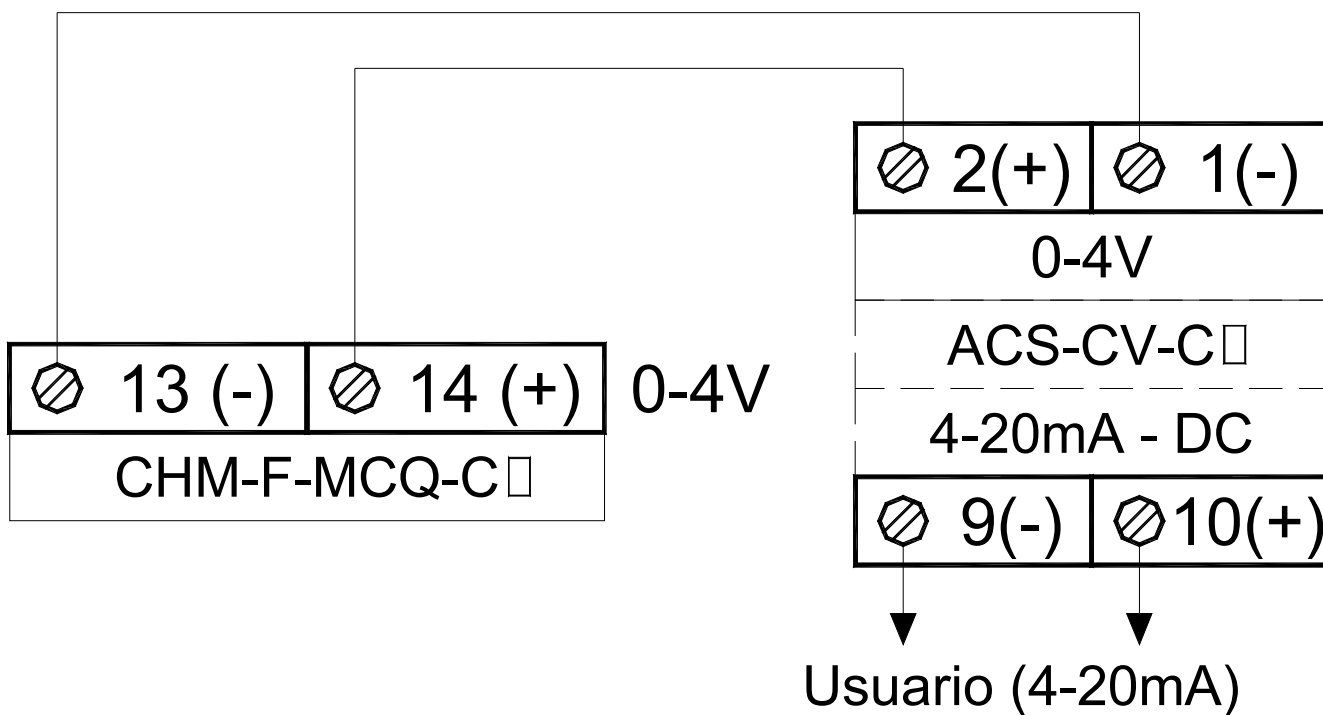 2(+) 1(-)
0-4V
ACS-CV-C▯
13 (-) 14 (+) 0-4V
4-20mA - DC
CHM-F-MCQ-C▯
9(-) 10(+)
Usuario (4-20mA)